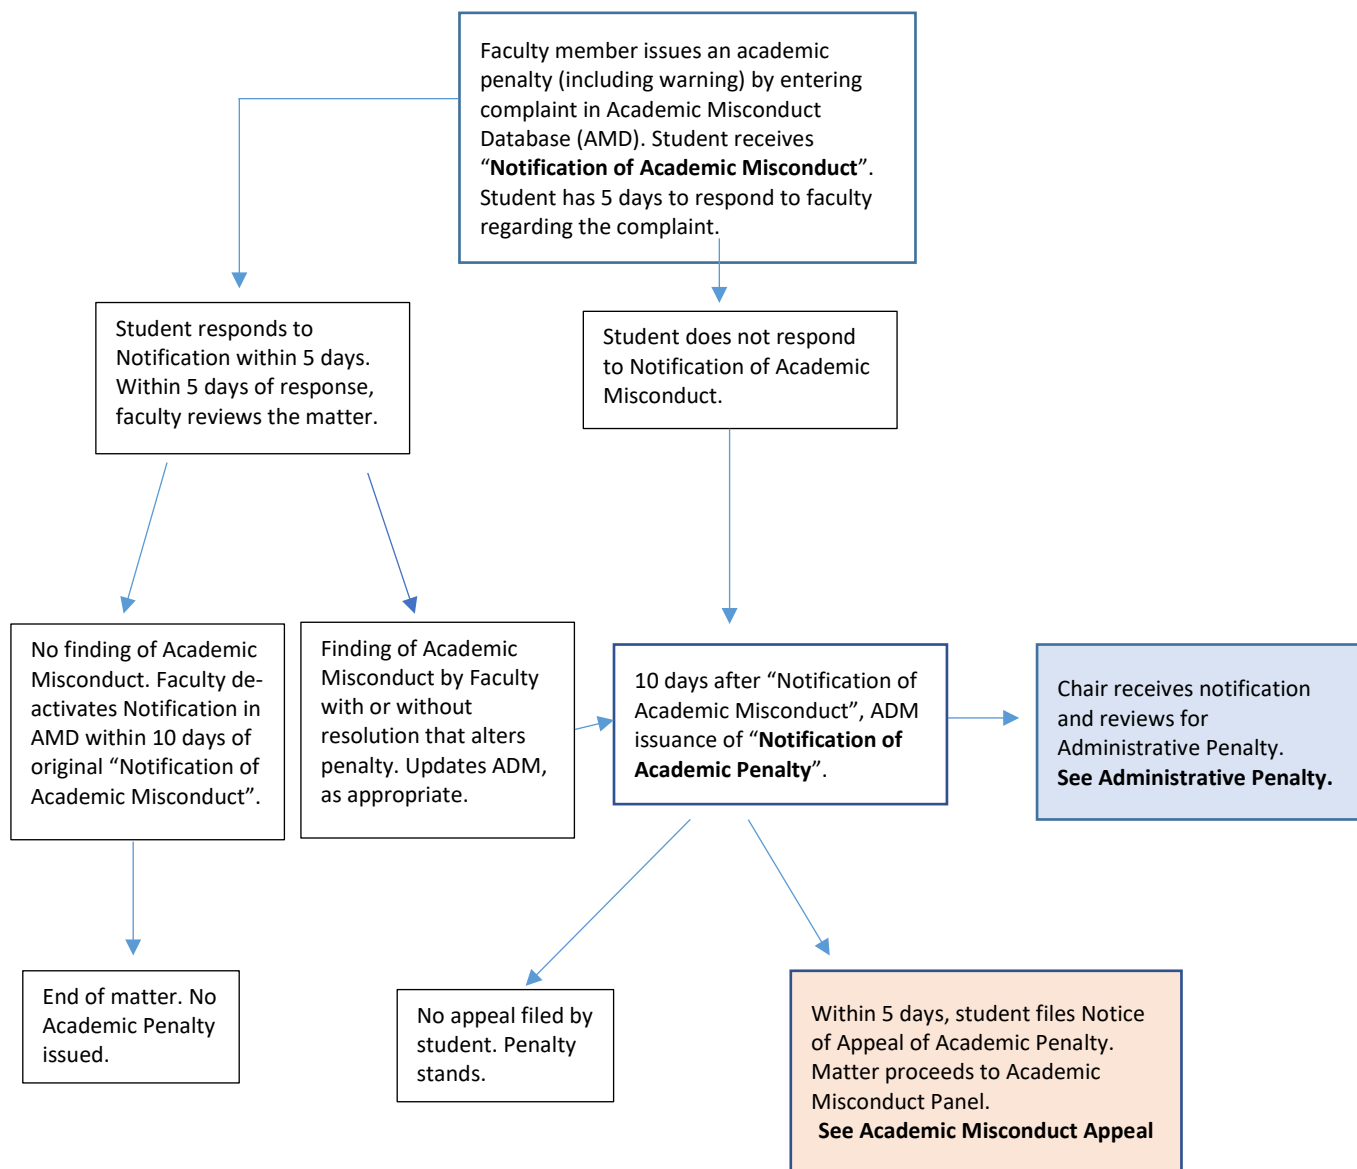 Faculty member issues an academic
penalty (including warning) by entering
complaint in Academic Misconduct
Database (AMD). Student receives
“Notification of Academic Misconduct”.
Student has 5 days to respond to faculty
regarding the complaint.
Student responds to
Notification within 5 days.
Within 5 days of response,
faculty reviews the matter.
Student does not respond
to Notification of Academic
Misconduct.
No finding of Academic
Misconduct. Faculty de-
activates Notification in
AMD within 10 days of
original “Notification of
Academic Misconduct”.
Finding of Academic
Misconduct by Faculty
with or without
resolution that alters
penalty. Updates ADM,
as appropriate.
10 days after “Notification of
Academic Misconduct”, ADM
issuance of “Notification of
Academic Penalty”.
Chair receives notification
and reviews for
Administrative Penalty.
See Administrative Penalty.
End of matter. No
Academic Penalty
issued.
No appeal filed by
student. Penalty
stands.
Within 5 days, student files Notice
of Appeal of Academic Penalty.
Matter proceeds to Academic
Misconduct Panel.
See Academic Misconduct Appeal